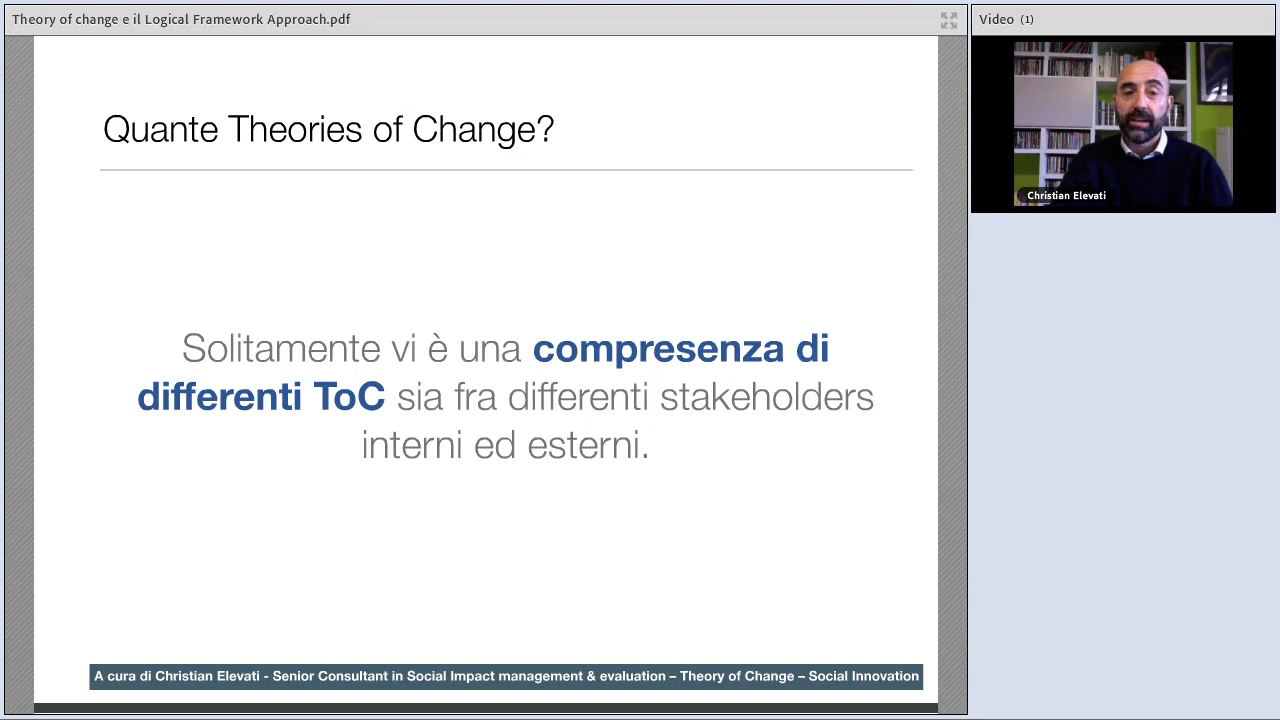 Theory of change e il Logical Framework Approach.pdf
Video (1)
Christian Elevati
Quante Theories of Change?
Solitamente vi è una compresenza di
differenti ToC sia fra differenti stakeholders
interni ed esterni.
A cura di Christian Elevati - Senior Consultant in Social Impact management & evaluation – Theory of Change – Social Innovation